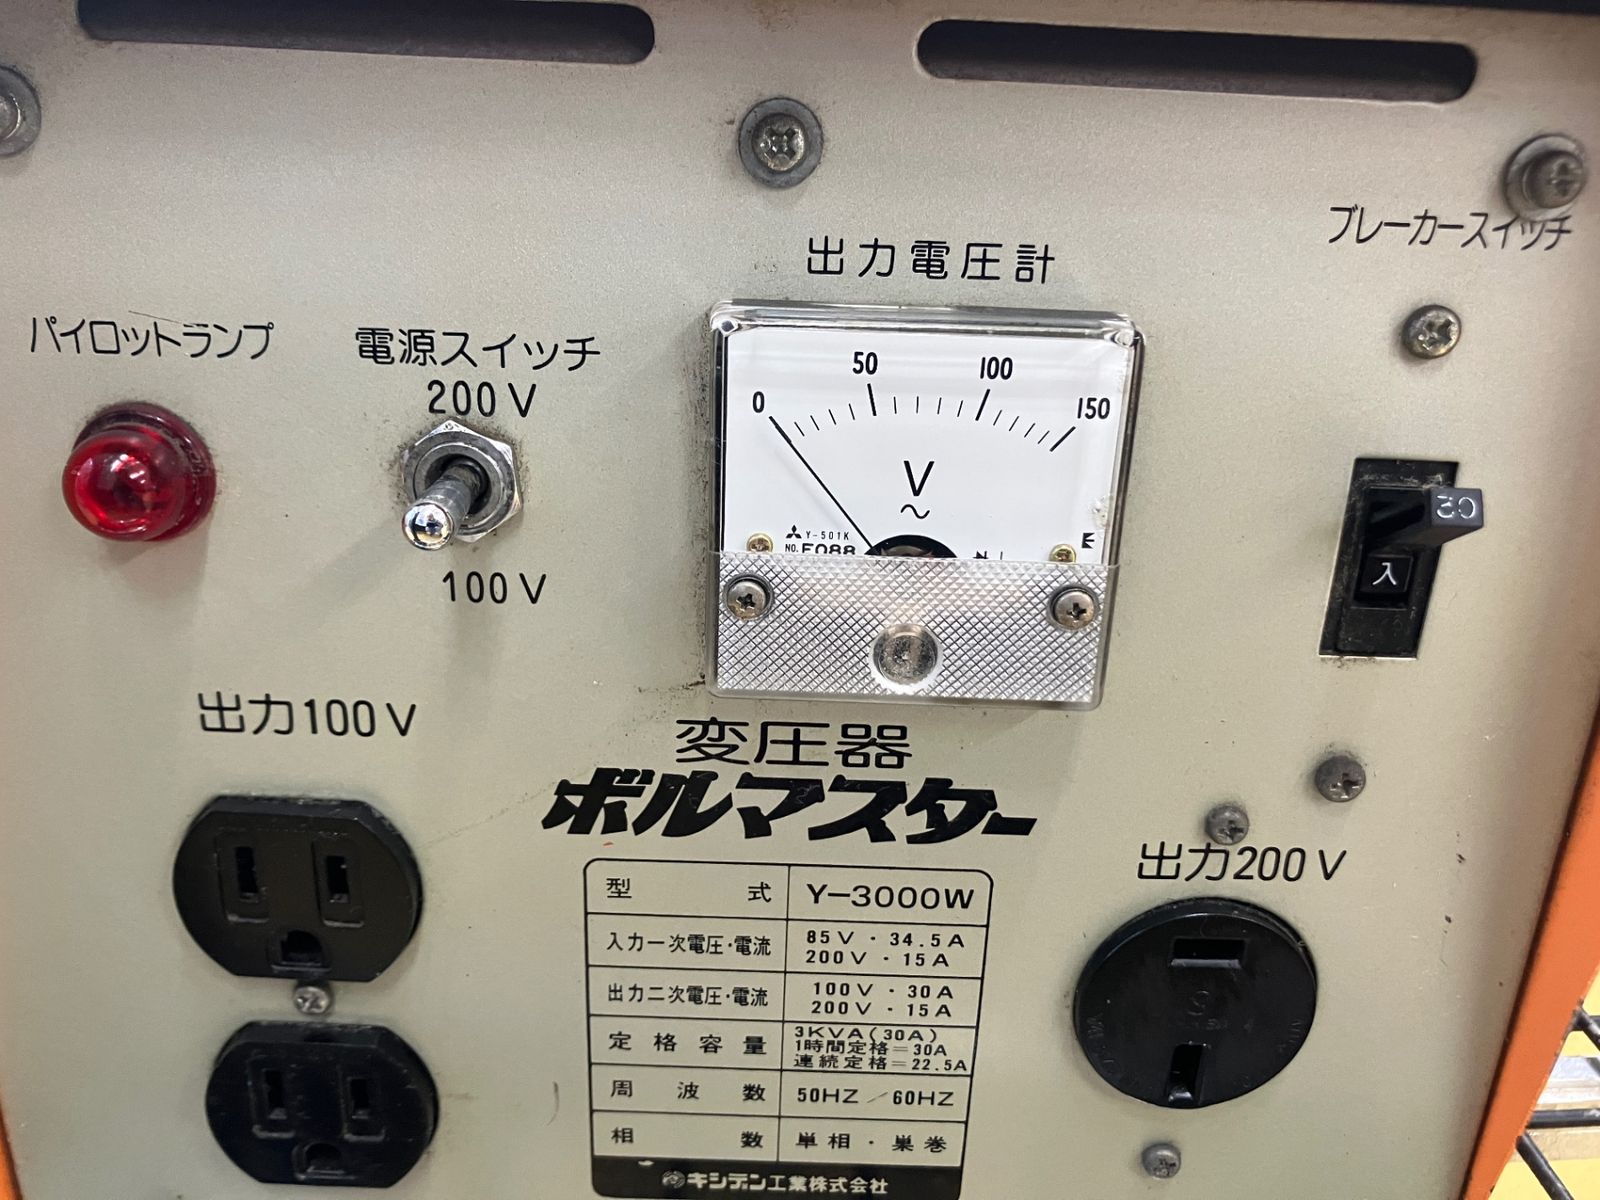 出力電圧計
ブレーカースイッチ
パイロットランプ
電源スイッチ
200V
100V
0 50 100 150
V
Y-501K
NO.
30
入
出力100V
変圧器
ボルマスター
出力200V
型式 Y-3000W
入力一次電圧・電流 85V・34.5A
200V・15A
出力二次電圧・電流 100V・30A
200V・15A
定格容量 3KVA(30A)
1時間定格=30A
連続定格=22.5A
周波数 50HZ/60HZ
相数 単相・巣巻
キシデン工業株式会社